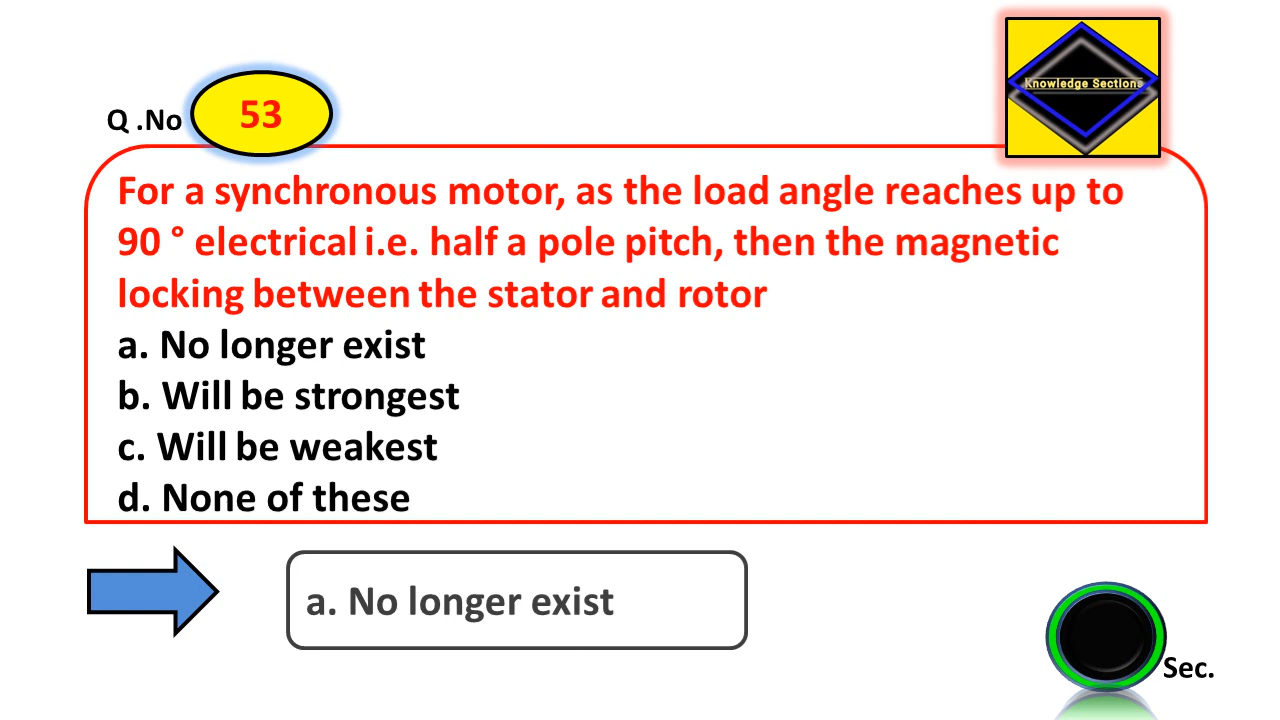 Knowledge Sections
Q .No 53
For a synchronous motor, as the load angle reaches up to
90 ° electrical i.e. half a pole pitch, then the magnetic
locking between the stator and rotor
a. No longer exist
b. Will be strongest
c. Will be weakest
d. None of these
a. No longer exist
Sec.